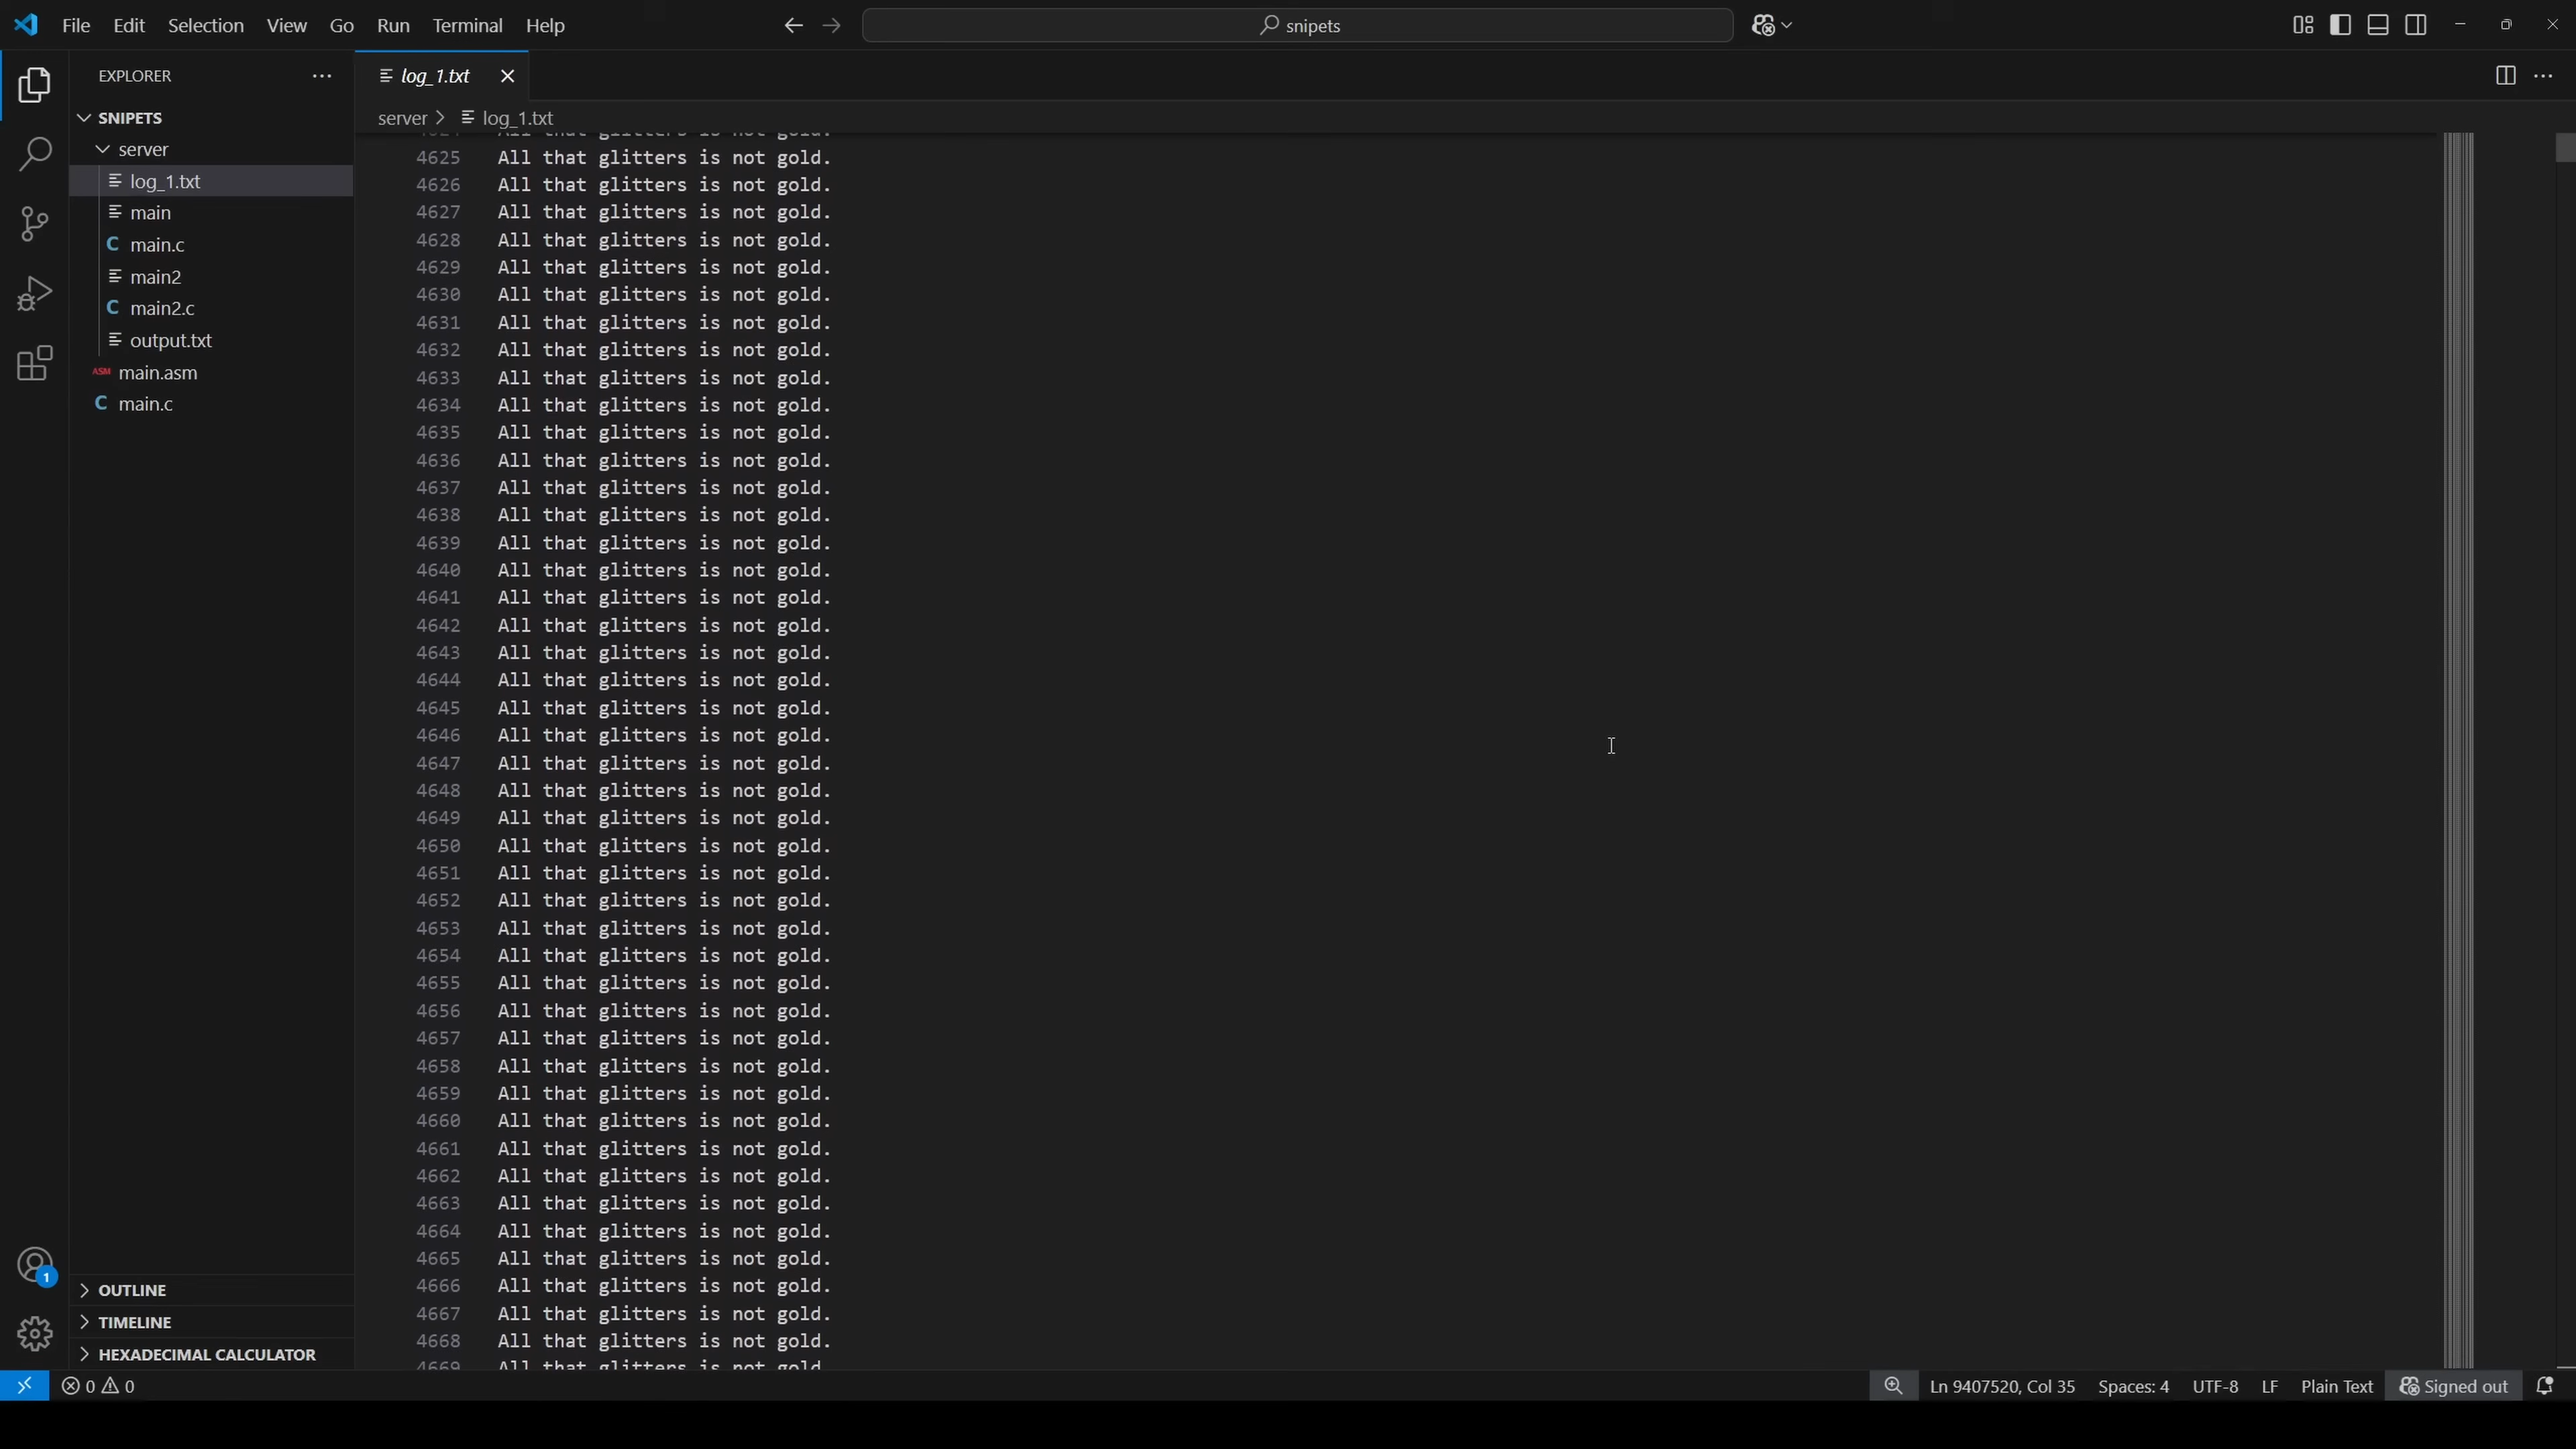 File Edit Selection View Go Run Terminal Help
snipets
EXPLORER
SNIPETS
server
log_1.txt
main
main.c
main2
main2.c
output.txt
main.asm
main.c
OUTLINE
TIMELINE
HEXADECIMAL CALCULATOR
1
log_1.txt
server > log_1.txt
4624 All that glitters is not gold.
4625 All that glitters is not gold.
4626 All that glitters is not gold.
4627 All that glitters is not gold.
4628 All that glitters is not gold.
4629 All that glitters is not gold.
4630 All that glitters is not gold.
4631 All that glitters is not gold.
4632 All that glitters is not gold.
4633 All that glitters is not gold.
4634 All that glitters is not gold.
4635 All that glitters is not gold.
4636 All that glitters is not gold.
4637 All that glitters is not gold.
4638 All that glitters is not gold.
4639 All that glitters is not gold.
4640 All that glitters is not gold.
4641 All that glitters is not gold.
4642 All that glitters is not gold.
4643 All that glitters is not gold.
4644 All that glitters is not gold.
4645 All that glitters is not gold.
4646 All that glitters is not gold.
4647 All that glitters is not gold.
4648 All that glitters is not gold.
4649 All that glitters is not gold.
4650 All that glitters is not gold.
4651 All that glitters is not gold.
4652 All that glitters is not gold.
4653 All that glitters is not gold.
4654 All that glitters is not gold.
4655 All that glitters is not gold.
4656 All that glitters is not gold.
4657 All that glitters is not gold.
4658 All that glitters is not gold.
4659 All that glitters is not gold.
4660 All that glitters is not gold.
4661 All that glitters is not gold.
4662 All that glitters is not gold.
4663 All that glitters is not gold.
4664 All that glitters is not gold.
4665 All that glitters is not gold.
4666 All that glitters is not gold.
4667 All that glitters is not gold.
4668 All that glitters is not gold.
4669 All that glitters is not gold
0 0
Ln 9407520, Col 35 Spaces: 4 UTF-8 LF Plain Text Signed out